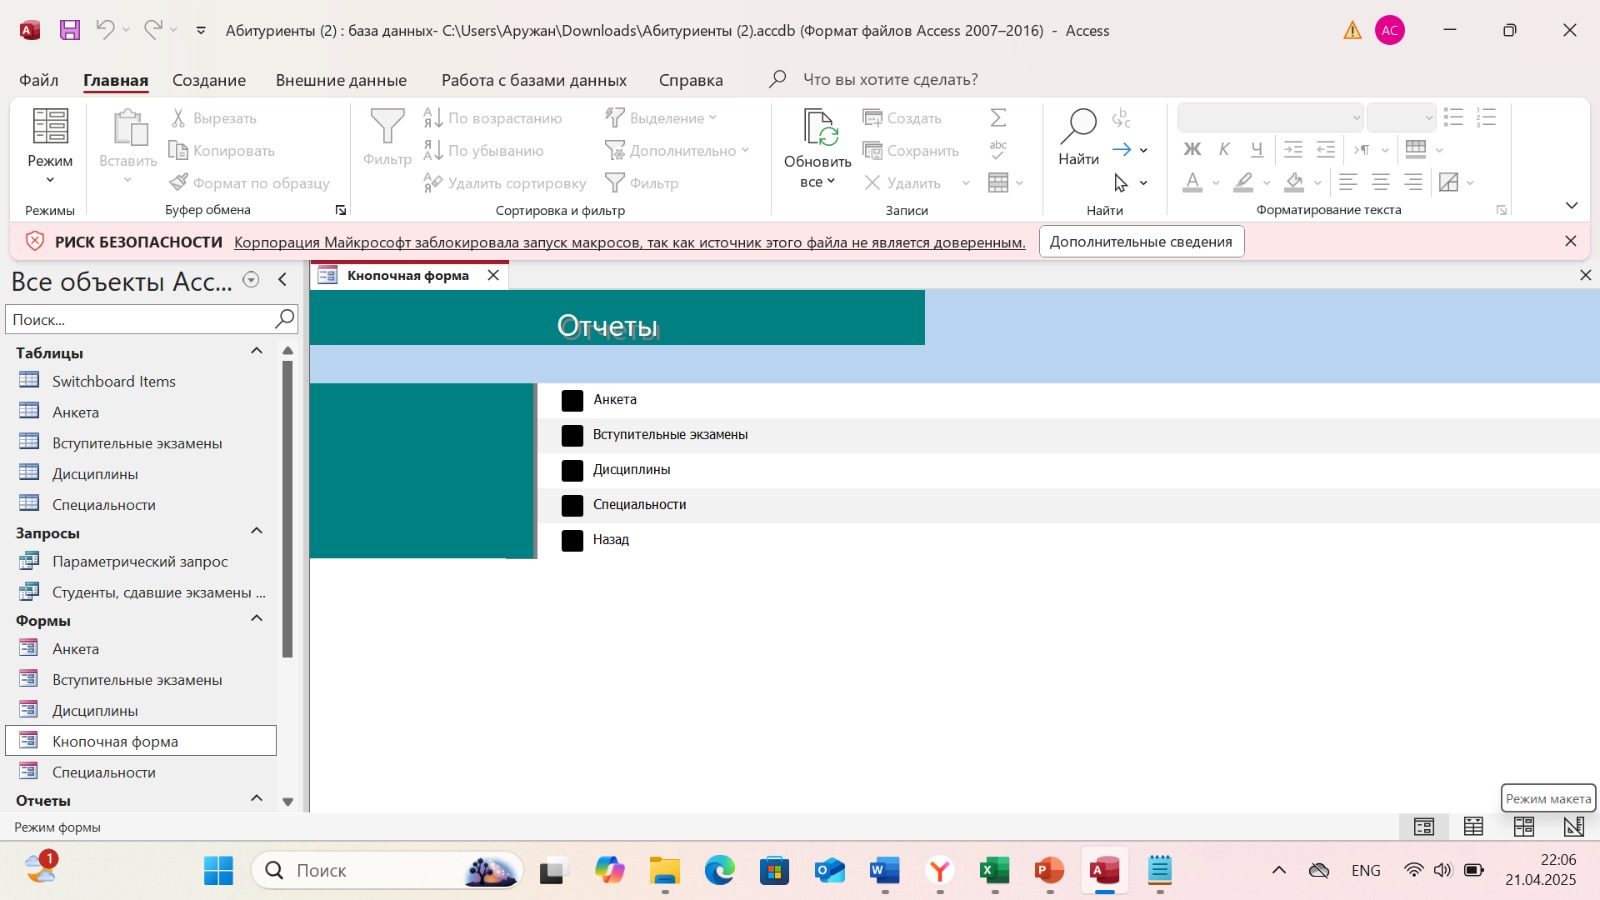 Абитуриенты (2) : база данных- C:\Users\Аружан\Downloads\Абитуриенты (2).accdb (Формат файлов Access 2007–2016) - Access
АС
Файл Главная Создание Внешние данные Работа с базами данных Справка Что вы хотите сделать?
Режим
Режимы
Вставить
Вырезать
Копировать
Формат по образцу
Буфер обмена
Фильтр
По возрастанию
По убыванию
Удалить сортировку
Выделение
Дополнительно
Фильтр
Сортировка и фильтр
Обновить
все
Создать
Сохранить
Удалить
Записи
Найти
Найти
Ж К Ч
Форматирование текста
РИСК БЕЗОПАСНОСТИ Корпорация Майкрософт заблокировала запуск макросов, так как источник этого файла не является доверенным. Дополнительные сведения
Все объекты Acc...
Поиск...
Таблицы
Switchboard Items
Анкета
Вступительные экзамены
Дисциплины
Специальности
Запросы
Параметрический запрос
Студенты, сдавшие экзамены ...
Формы
Анкета
Вступительные экзамены
Дисциплины
Кнопочная форма
Специальности
Отчеты
Кнопочная форма
Отчеты
Анкета
Вступительные экзамены
Дисциплины
Специальности
Назад
Режим макета
Режим формы
1
Поиск
ENG
22:06
21.04.2025